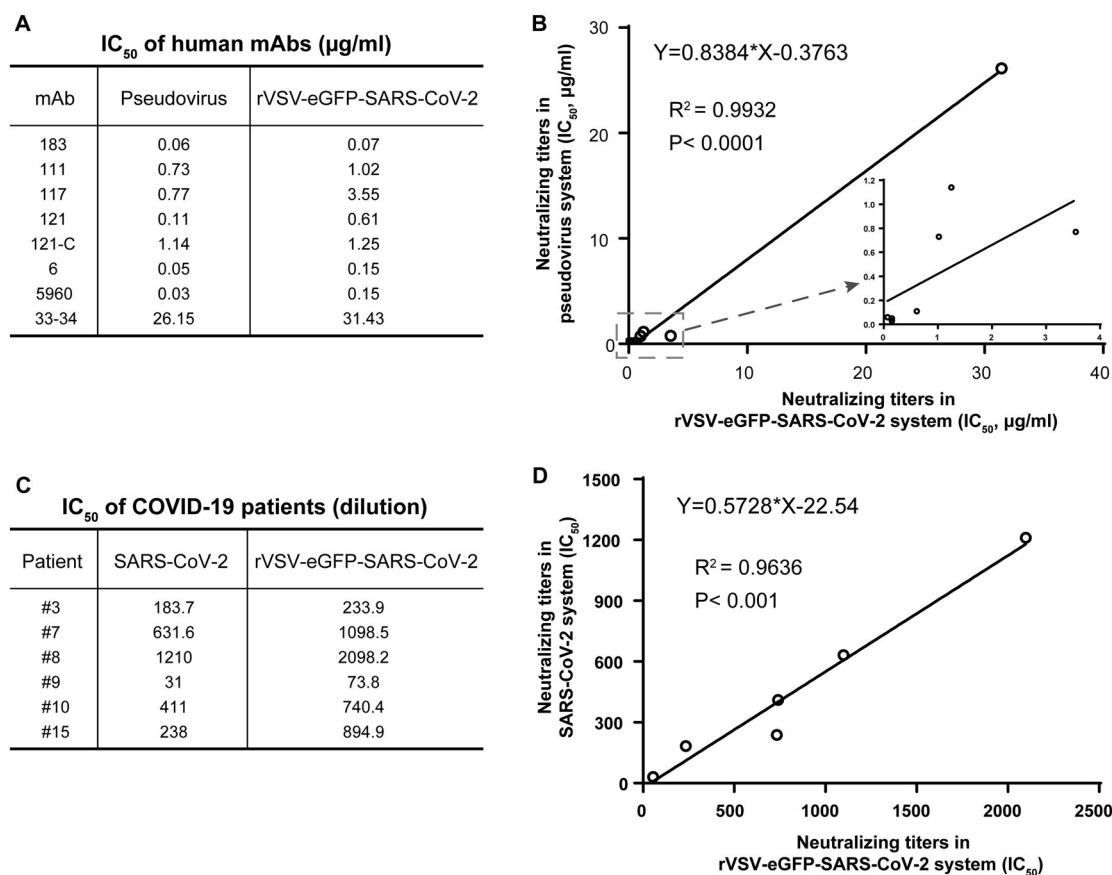 A
IC50 of human mAbs (µg/ml)
mAb Pseudovirus rVSV-eGFP-SARS-CoV-2
183 0.06 0.07
111 0.73 1.02
117 0.77 3.55
121 0.11 0.61
121-C 1.14 1.25
6 0.05 0.15
5960 0.03 0.15
33-34 26.15 31.43
B
Neutralizing titers in
pseudovirus system (IC50, µg/ml)
Y=0.8384*X-0.3763
R2 = 0.9932
P< 0.0001
30
20
10
0
0 10 20 30 40
1.2
1.0
0.8
0.6
0.4
0.2
0.0
0 1 2 3 4
Neutralizing titers in
rVSV-eGFP-SARS-CoV-2 system (IC50, µg/ml)
C
IC50 of COVID-19 patients (dilution)
Patient SARS-CoV-2 rVSV-eGFP-SARS-CoV-2
#3 183.7 233.9
#7 631.6 1098.5
#8 1210 2098.2
#9 31 73.8
#10 411 740.4
#15 238 894.9
D
Neutralizing titers in
SARS-CoV-2 system (IC50)
Y=0.5728*X-22.54
R2 = 0.9636
P< 0.001
1500
1200
900
600
300
0
0 500 1000 1500 2000 2500
Neutralizing titers in
rVSV-eGFP-SARS-CoV-2 system (IC50)